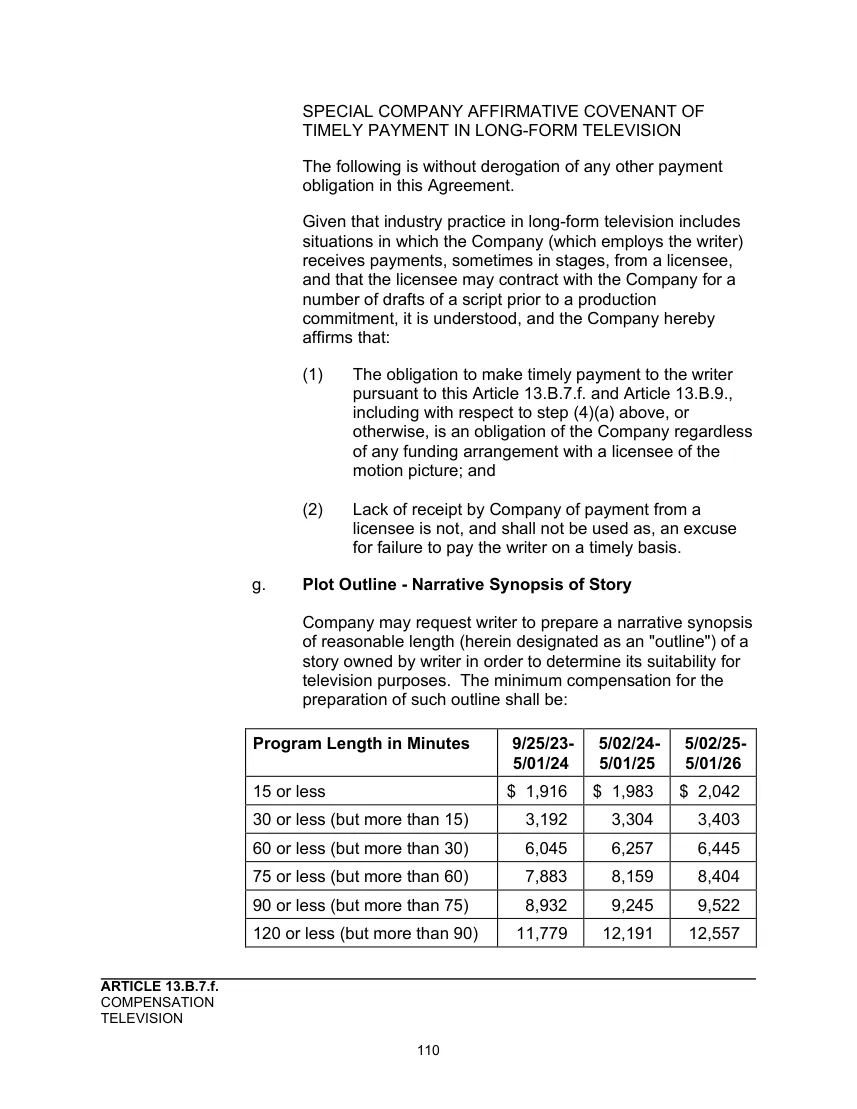 SPECIAL COMPANY AFFIRMATIVE COVENANT OF
TIMELY PAYMENT IN LONG-FORM TELEVISION
The following is without derogation of any other payment
obligation in this Agreement.
Given that industry practice in long-form television includes
situations in which the Company (which employs the writer)
receives payments, sometimes in stages, from a licensee,
and that the licensee may contract with the Company for a
number of drafts of a script prior to a production
commitment, it is understood, and the Company hereby
affirms that:
(1) The obligation to make timely payment to the writer
pursuant to this Article 13.B.7.f. and Article 13.B.9.,
including with respect to step (4)(a) above, or
otherwise, is an obligation of the Company regardless
of any funding arrangement with a licensee of the
motion picture; and
(2) Lack of receipt by Company of payment from a
licensee is not, and shall not be used as, an excuse
for failure to pay the writer on a timely basis.
g. Plot Outline - Narrative Synopsis of Story
Company may request writer to prepare a narrative synopsis
of reasonable length (herein designated as an "outline") of a
story owned by writer in order to determine its suitability for
television purposes.  The minimum compensation for the
preparation of such outline shall be:
Program Length in Minutes 9/25/23- 5/02/24- 5/02/25-
5/01/24 5/01/25 5/01/26
15 or less $ 1,916 $ 1,983 $ 2,042
30 or less (but more than 15) 3,192 3,304 3,403
60 or less (but more than 30) 6,045 6,257 6,445
75 or less (but more than 60) 7,883 8,159 8,404
90 or less (but more than 75) 8,932 9,245 9,522
120 or less (but more than 90) 11,779 12,191 12,557
ARTICLE 13.B.7.f.
COMPENSATION
TELEVISION
110